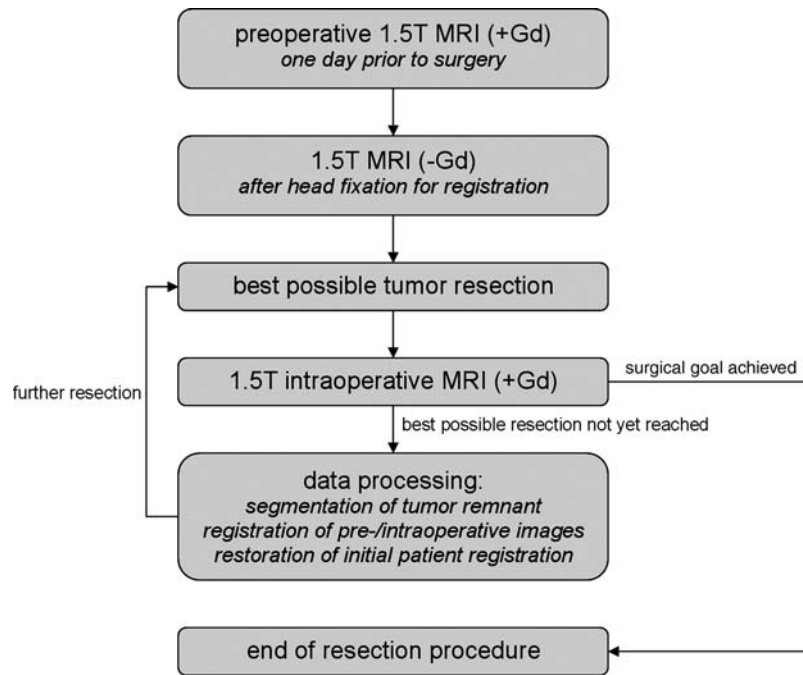 preoperative 1.5T MRI (+Gd)
one day prior to surgery
1.5T MRI (-Gd)
after head fixation for registration
best possible tumor resection
1.5T intraoperative MRI (+Gd)
surgical goal achieved
further resection
best possible resection not yet reached
data processing:
segmentation of tumor remnant
registration of pre-/intraoperative images
restoration of initial patient registration
end of resection procedure